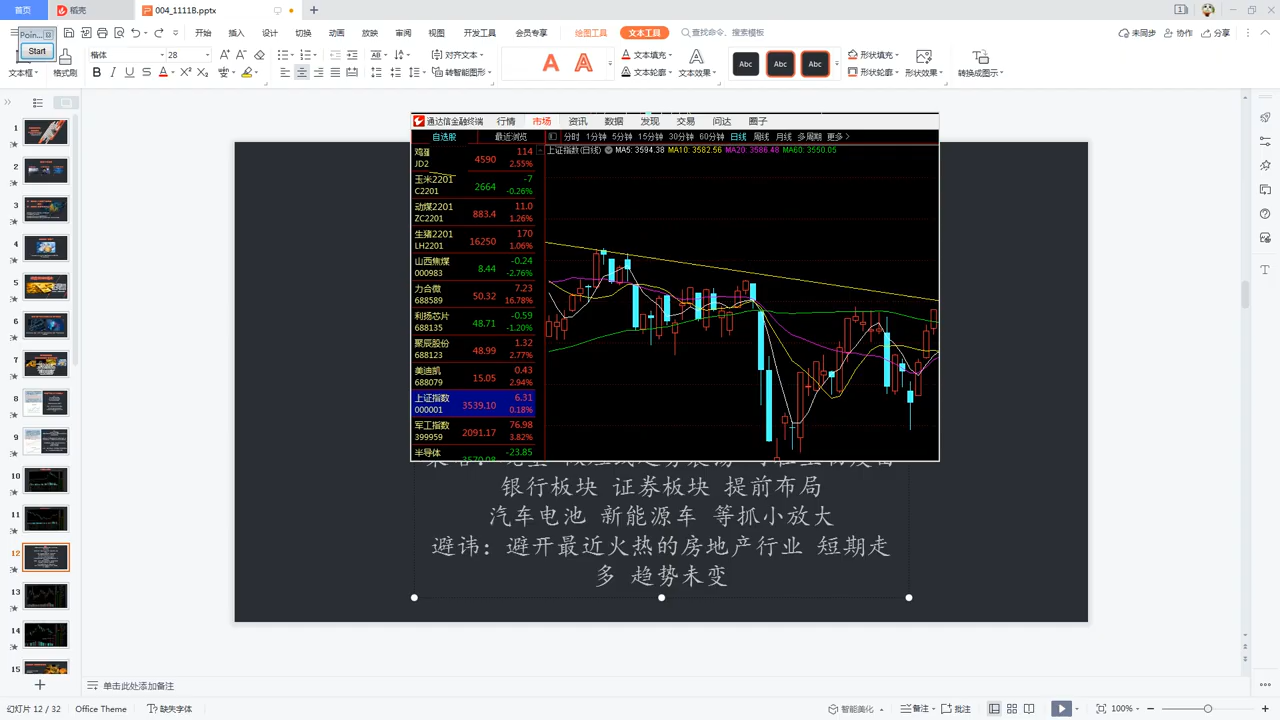 首页
稻壳
004_1111B.pptx
Poin...
Start
开始
插入
设计
切换
动画
放映
审阅
视图
开发工具
会员专享
绘图工具
文本工具
查找命令、搜索模板
未同步
协作
分享
文本框
格式刷
楷体
28
对齐文本
转智能图形
文本填充
文本轮廓
文本效果
Abc
Abc
Abc
形状填充
形状轮廓
形状效果
转换成图示
通达信金融终端 行情 市场 资讯 数据 发现 交易 问达 圈子
自选股 最近浏览 分时 1分钟 5分钟 15分钟 30分钟 60分钟 日线 周线 月线 多周期 更多 >
上证指数(日线) MA5: 3594.38 MA10: 3582.56 MA20: 3586.48 MA60: 3550.05
JD2 4590 114 2.55%
玉米2201 C2201 2664 -7 -0.26%
动煤2201 ZC2201 883.4 11.0 1.26%
生猪2201 LH2201 16250 170 1.06%
山西焦煤 000983 8.44 -0.24 -2.76%
力合微 688589 50.32 7.23 16.78%
利扬芯片 688135 48.71 -0.59 -1.20%
聚辰股份 688123 48.99 1.32 2.77%
美迪凯 688079 15.05 0.43 2.94%
上证指数 000001 3539.10 6.31 0.18%
军工指数 399959 2091.17 76.98 3.82%
半导体 -23.85
银行板块 证券板块 提前布局
汽车电池 新能源车 等抓小放大
避讳：避开最近火热的房地产行业 短期走
多 趋势未变
1
2
3
4
5
6
7
8
9
10
11
12
13
14
15
单击此处添加备注
幻灯片 12 / 32
Office Theme
缺失字体
智能美化
备注
批注
100%